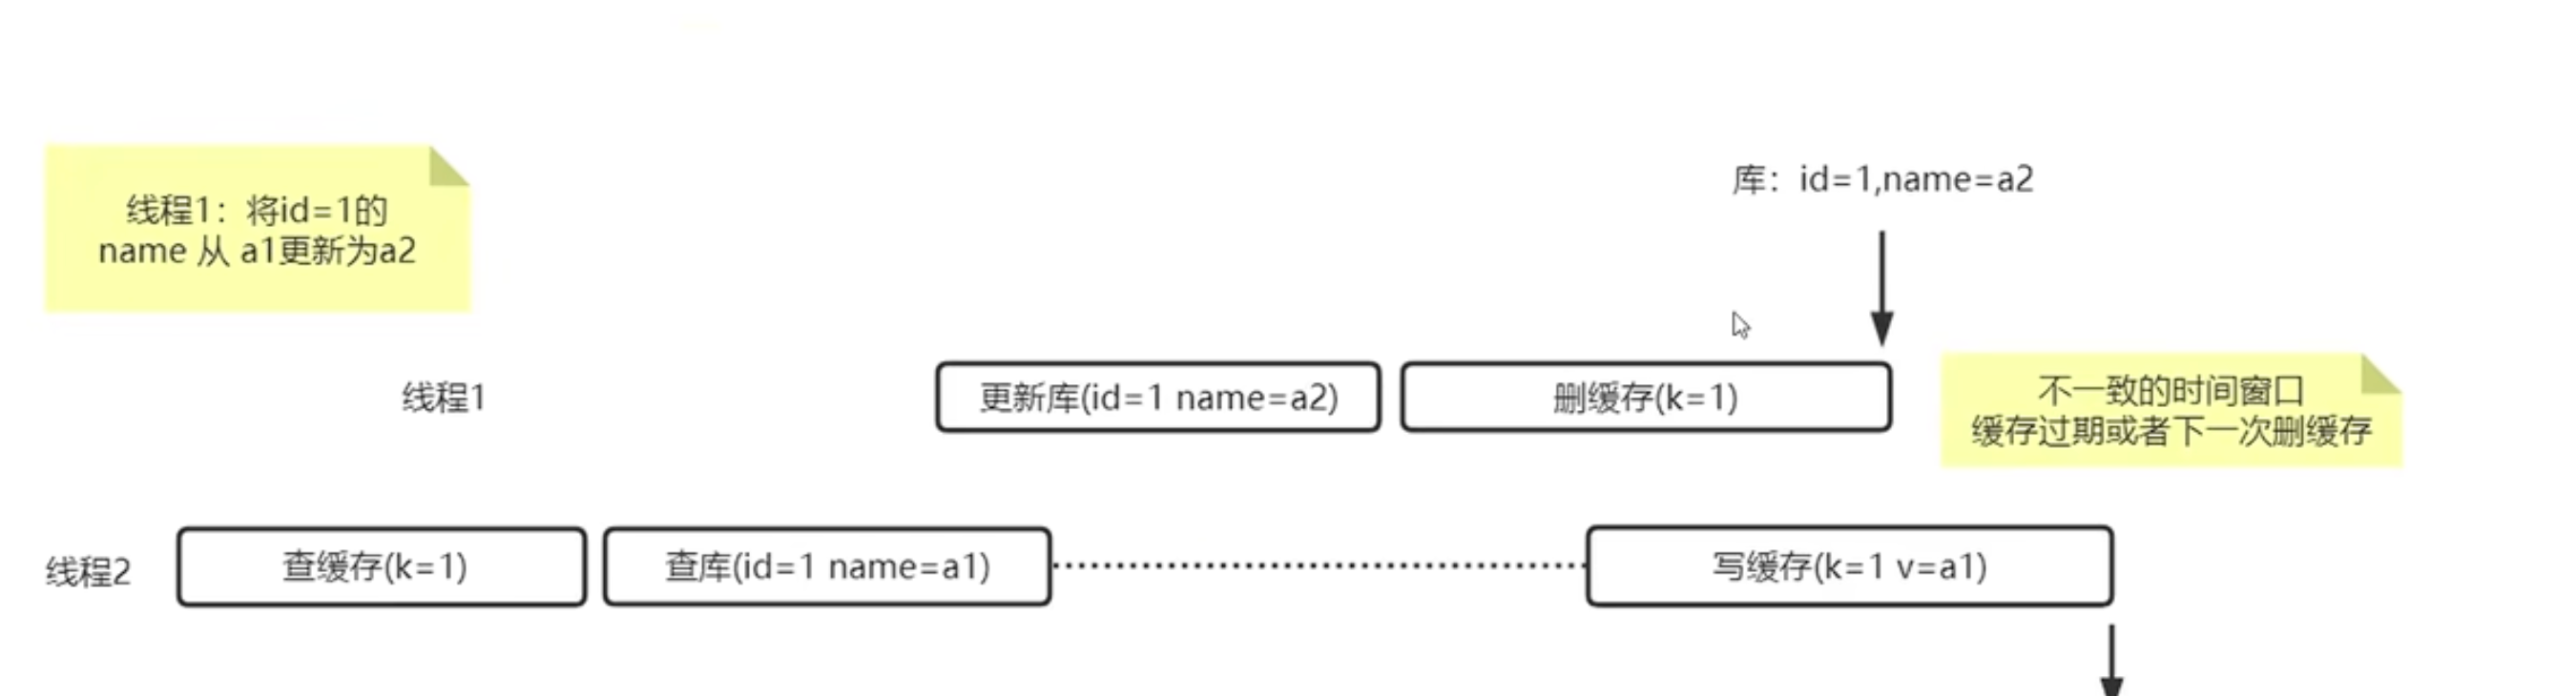 库：id=1,name=a2
线程1：将id=1的
name 从 a1更新为a2
线程1
更新库(id=1 name=a2)
删缓存(k=1)
不一致的时间窗口
缓存过期或者下一次删缓存
线程2
查缓存(k=1)
查库(id=1 name=a1)
写缓存(k=1 v=a1)